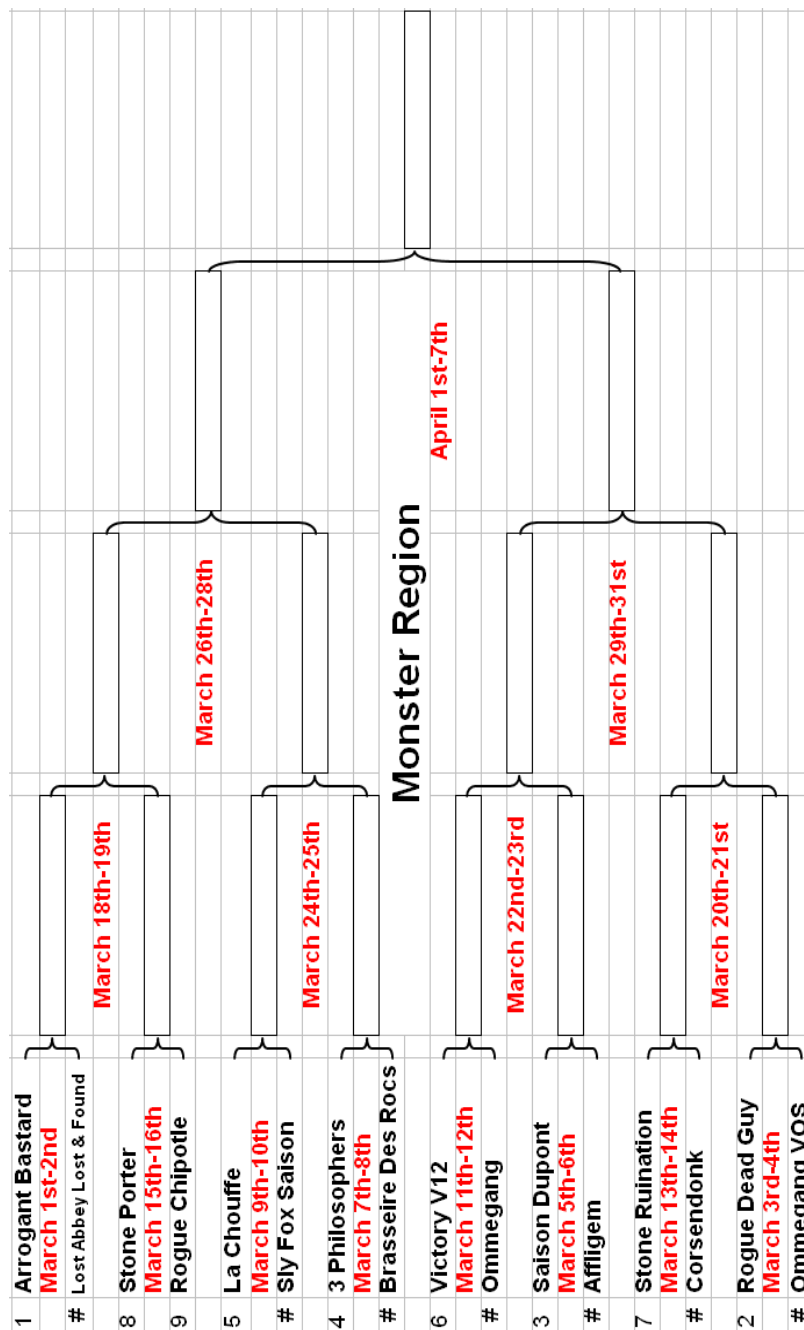 1 Arrogant Bastard
March 1st-2nd
# Lost Abbey Lost & Found
March 18th-19th
8 Stone Porter
March 15th-16th
9 Rogue Chipotle
March 26th-28th
5 La Chouffe
March 9th-10th
# Sly Fox Saison
March 24th-25th
4 3 Philosophers
March 7th-8th
# Brasseire Des Rocs
Monster Region
April 1st-7th
6 Victory V12
March 11th-12th
# Ommegang
March 22nd-23rd
3 Saison Dupont
March 5th-6th
# Affligem
March 29th-31st
7 Stone Ruination
March 13th-14th
# Corsendonk
March 20th-21st
2 Rogue Dead Guy
March 3rd-4th
# Ommegang VOS